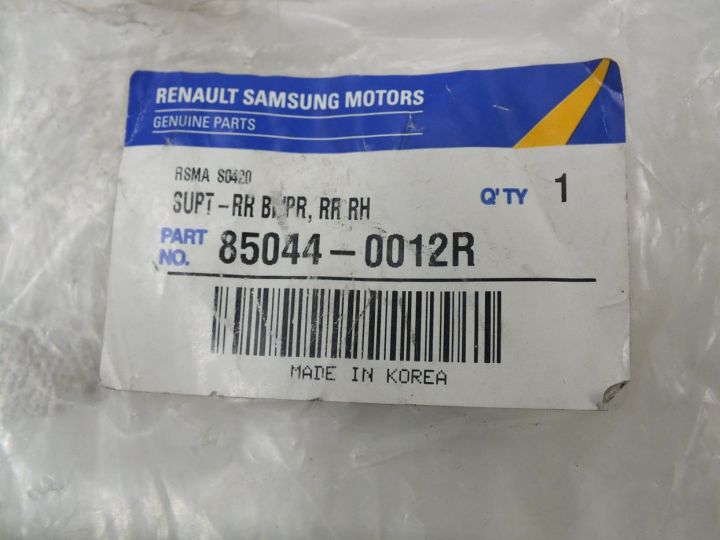 RENAULT SAMSUNG MOTORS
GENUINE PARTS
RSMA S0420
SUPT-RR BMPR, RR RH
Q'TY 1
PART NO. 85044-0012R
MADE IN KOREA